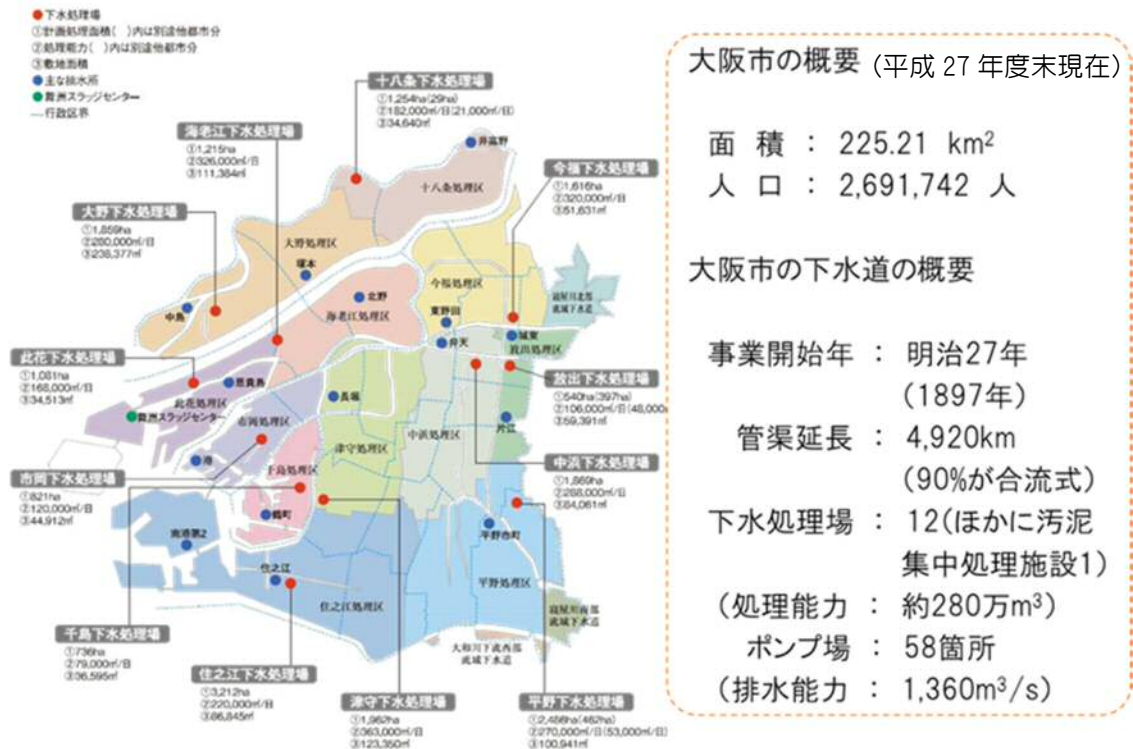 下水処理場
①計画処理面積(　)内は別途他都市分
②処理能力(　)内は別途他都市分
③敷地面積
主な抽水所
舞洲スラッジセンター
行政区界
十八条下水処理場
①1,254ha(29ha)
②182,000㎥/日(21,000㎥/日)
③34,640㎡
海老江下水処理場
①1,215ha
②326,000㎥/日
③111,384㎡
今福下水処理場
①1,616ha
②320,000㎥/日
③51,631㎡
大野下水処理場
①1,859ha
②280,000㎥/日
③238,377㎡
井高野
十八条処理区
大野処理区
塚本
中島
北野
海老江処理区
今福処理区
東野田
弁天
城東
放出処理区
寝屋川北部
流域下水道
此花下水処理場
①1,081ha
②168,000㎥/日
③34,513㎡
恩貴島
此花処理区
舞洲スラッジセンター
市岡処理区
港
長堀
津守処理区
中浜処理区
片江
放出下水処理場
①540ha(397ha)
②106,000㎥/日(48,000
③59,391㎡
市岡下水処理場
①821ha
②120,000㎥/日
③44,912㎡
千島処理区
鶴町
中浜下水処理場
①1,869ha
②288,000㎥/日
③84,061㎡
南港第2
住之江
住之江処理区
平野市町
平野処理区
寝屋川南部
流域下水道
大和川下流西部
流域下水道
千島下水処理場
①736ha
②79,000㎥/日
③36,595㎡
住之江下水処理場
①3,212ha
②220,000㎥/日
③86,845㎡
津守下水処理場
①1,962ha
②363,000㎥/日
③123,350㎡
平野下水処理場
①2,486ha(462ha)
②270,000㎥/日(53,000㎥/日)
③100,941㎡
大阪市の概要 (平成 27 年度末現在)
面 積 ： 225.21 km²
人 口 ： 2,691,742 人
大阪市の下水道の概要
事業開始年 ： 明治27年
(1897年)
管渠延長 ： 4,920km
(90%が合流式)
下水処理場 ： 12(ほかに汚泥
集中処理施設1)
(処理能力 ： 約280万m³)
ポンプ場 ： 58箇所
(排水能力 ： 1,360m³/s)